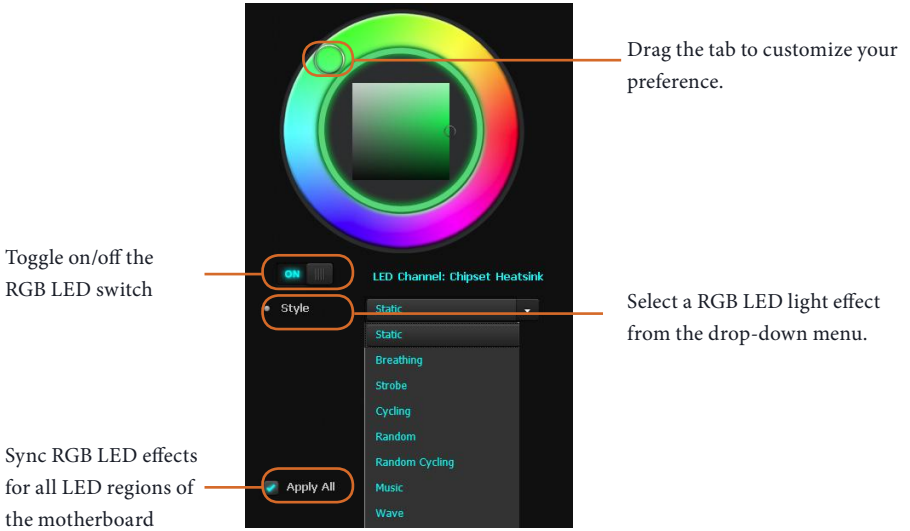 Drag the tab to customize your
preference.
Toggle on/off the
RGB LED switch
ON
LED Channel: Chipset Heatsink
Style
Static
Select a RGB LED light effect
from the drop-down menu.
Static
Breathing
Strobe
Cycling
Random
Random Cycling
Music
Wave
Sync RGB LED effects
for all LED regions of
the motherboard
Apply All